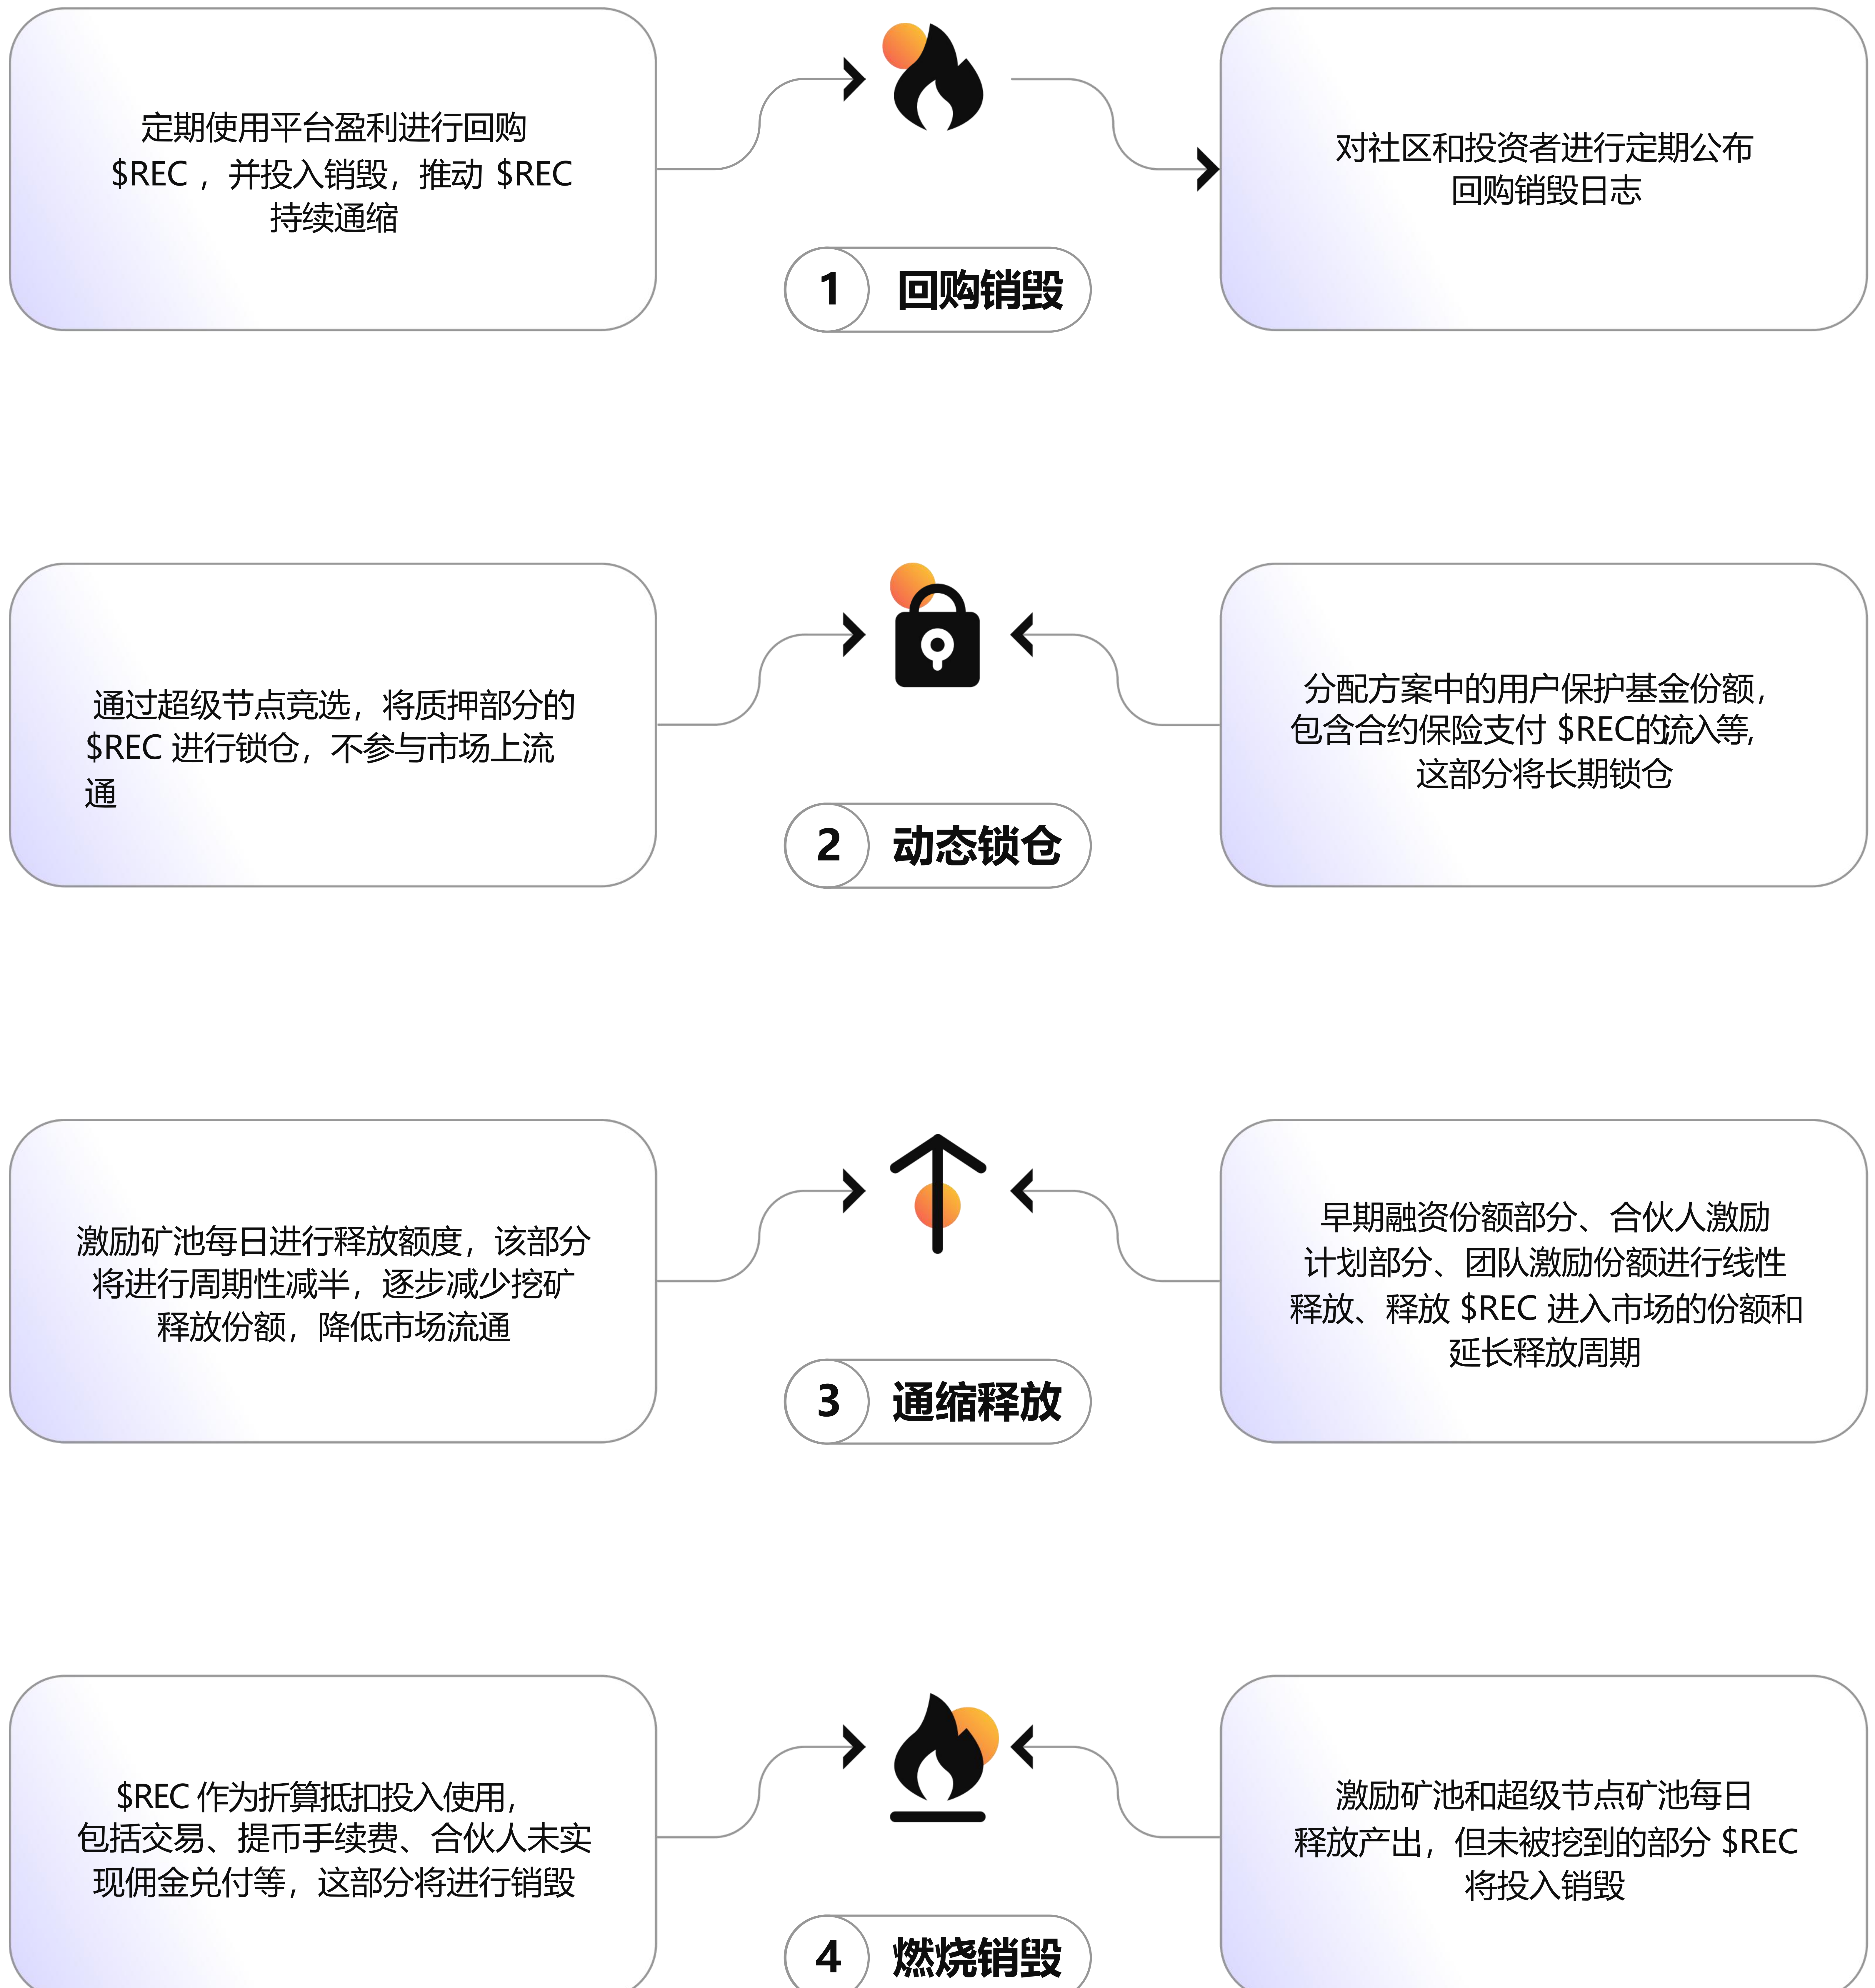 定期使用平台盈利进行回购
$REC ，并投入销毁，推动 $REC
持续通缩
1 回购销毁
对社区和投资者进行定期公布
回购销毁日志
通过超级节点竞选，将质押部分的
$REC 进行锁仓，不参与市场上流
通
2 动态锁仓
分配方案中的用户保护基金份额，
包含合约保险支付 $REC的流入等,
这部分将长期锁仓
激励矿池每日进行释放额度，该部分
将进行周期性减半，逐步减少挖矿
释放份额，降低市场流通
3 通缩释放
早期融资份额部分、合伙人激励
计划部分、团队激励份额进行线性
释放、释放 $REC 进入市场的份额和
延长释放周期
$REC 作为折算抵扣投入使用，
包括交易、提币手续费、合伙人未实
现佣金兑付等，这部分将进行销毁
4 燃烧销毁
激励矿池和超级节点矿池每日
释放产出，但未被挖到的部分 $REC
将投入销毁